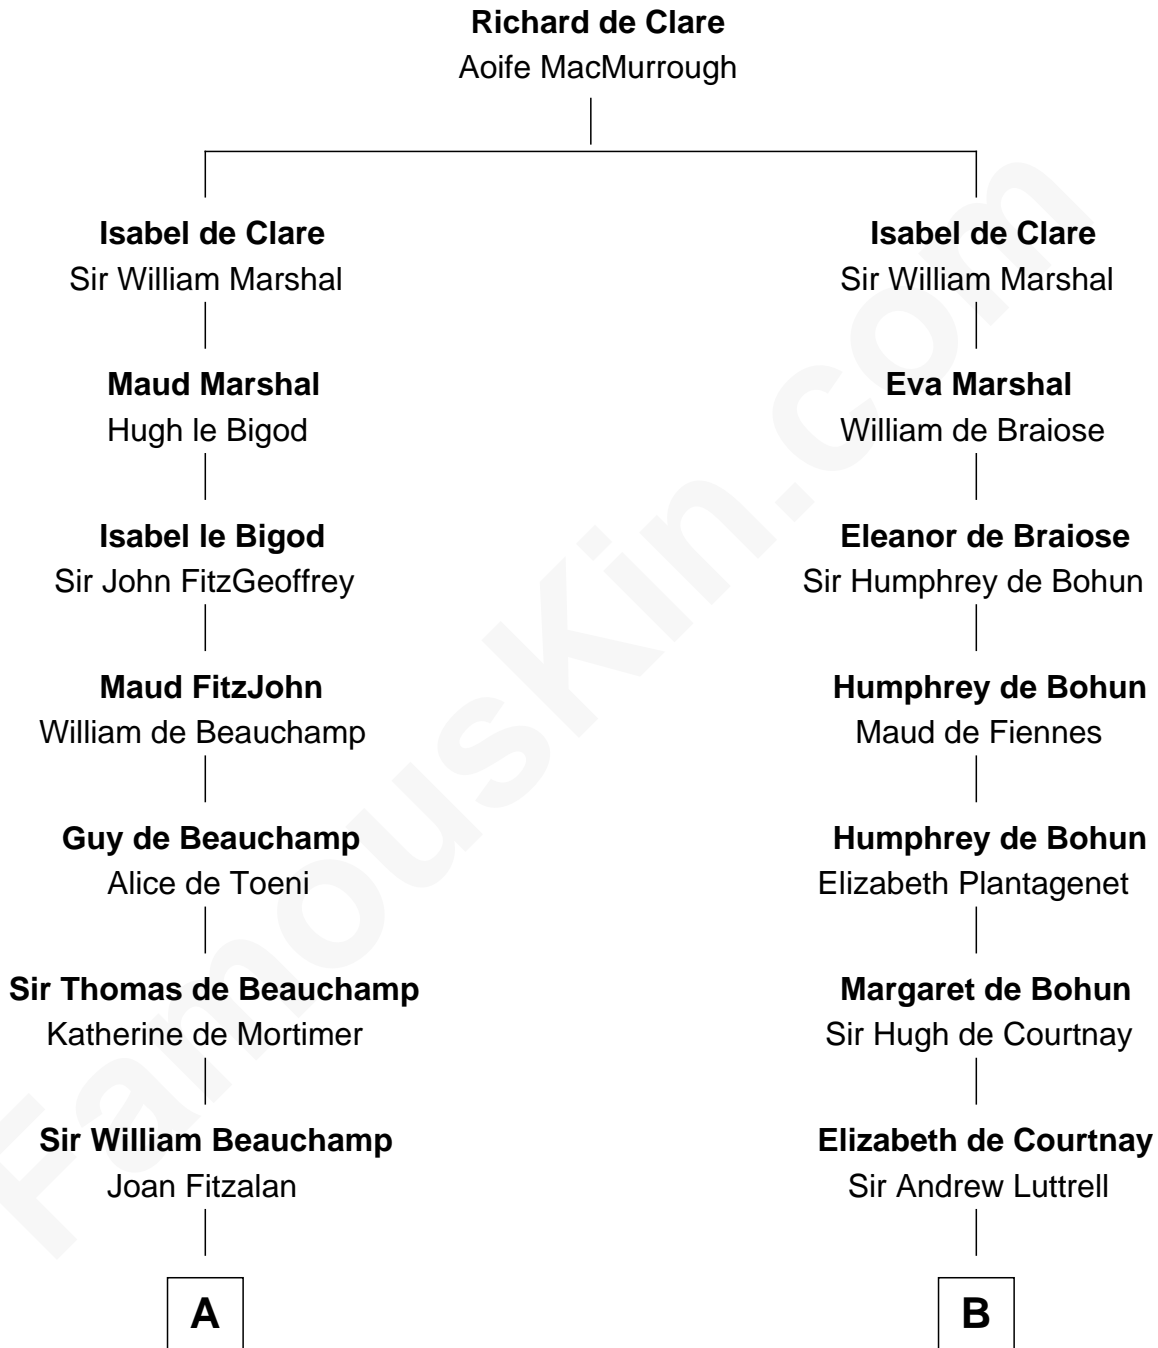 Richard de Clare
Aoife MacMurrough
Isabel de Clare
Sir William Marshal
Maud Marshal
Hugh le Bigod
Isabel le Bigod
Sir John FitzGeoffrey
Maud FitzJohn
William de Beauchamp
Guy de Beauchamp
Alice de Toeni
Sir Thomas de Beauchamp
Katherine de Mortimer
Sir William Beauchamp
Joan Fitzalan
A
Isabel de Clare
Sir William Marshal
Eva Marshal
William de Braiose
Eleanor de Braiose
Sir Humphrey de Bohun
Humphrey de Bohun
Maud de Fiennes
Humphrey de Bohun
Elizabeth Plantagenet
Margaret de Bohun
Sir Hugh de Courtnay
Elizabeth de Courtnay
Sir Andrew Luttrell
B
FamousKin.com